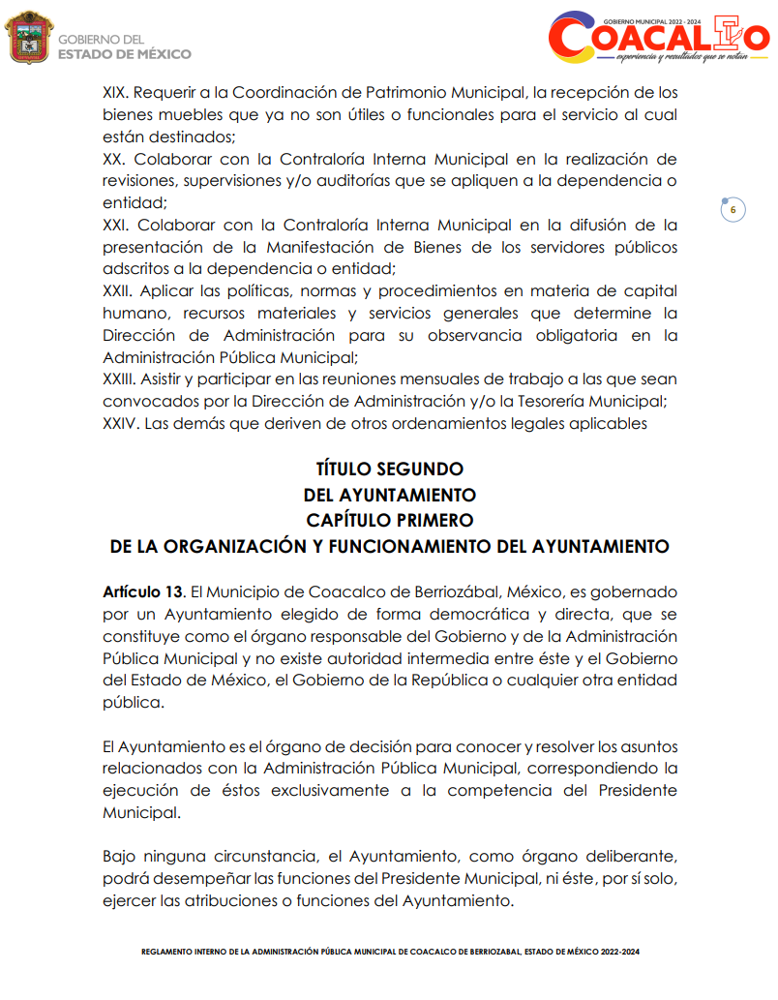 GOBIERNO DEL
ESTADO DE MÉXICO
GOBIERNO MUNICIPAL 2022 - 2024
COACALCO
experiencia y resultados que se notan
XIX. Requerir a la Coordinación de Patrimonio Municipal, la recepción de los
bienes muebles que ya no son útiles o funcionales para el servicio al cual
están destinados;
XX. Colaborar con la Contraloría Interna Municipal en la realización de
revisiones, supervisiones y/o auditorías que se apliquen a la dependencia o
entidad;
6
XXI. Colaborar con la Contraloría Interna Municipal en la difusión de la
presentación de la Manifestación de Bienes de los servidores públicos
adscritos a la dependencia o entidad;
XXII. Aplicar las políticas, normas y procedimientos en materia de capital
humano, recursos materiales y servicios generales que determine la
Dirección de Administración para su observancia obligatoria en la
Administración Pública Municipal;
XXIII. Asistir y participar en las reuniones mensuales de trabajo a las que sean
convocados por la Dirección de Administración y/o la Tesorería Municipal;
XXIV. Las demás que deriven de otros ordenamientos legales aplicables
TÍTULO SEGUNDO
DEL AYUNTAMIENTO
CAPÍTULO PRIMERO
DE LA ORGANIZACIÓN Y FUNCIONAMIENTO DEL AYUNTAMIENTO
Artículo 13. El Municipio de Coacalco de Berriozábal, México, es gobernado
por un Ayuntamiento elegido de forma democrática y directa, que se
constituye como el órgano responsable del Gobierno y de la Administración
Pública Municipal y no existe autoridad intermedia entre éste y el Gobierno
del Estado de México, el Gobierno de la República o cualquier otra entidad
pública.
El Ayuntamiento es el órgano de decisión para conocer y resolver los asuntos
relacionados con la Administración Pública Municipal, correspondiendo la
ejecución de éstos exclusivamente a la competencia del Presidente
Municipal.
Bajo ninguna circunstancia, el Ayuntamiento, como órgano deliberante,
podrá desempeñar las funciones del Presidente Municipal, ni éste, por sí solo,
ejercer las atribuciones o funciones del Ayuntamiento.
REGLAMENTO INTERNO DE LA ADMINISTRACIÓN PÚBLICA MUNICIPAL DE COACALCO DE BERRIOZABAL, ESTADO DE MÉXICO 2022-2024